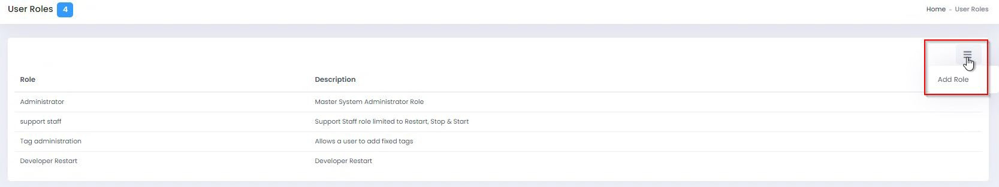 User Roles 4
Home - User Roles
Add Role
Role Description
Administrator Master System Administrator Role
support staff Support Staff role limited to Restart, Stop & Start
Tag administration Allows a user to add fixed tags
Developer Restart Developer Restart